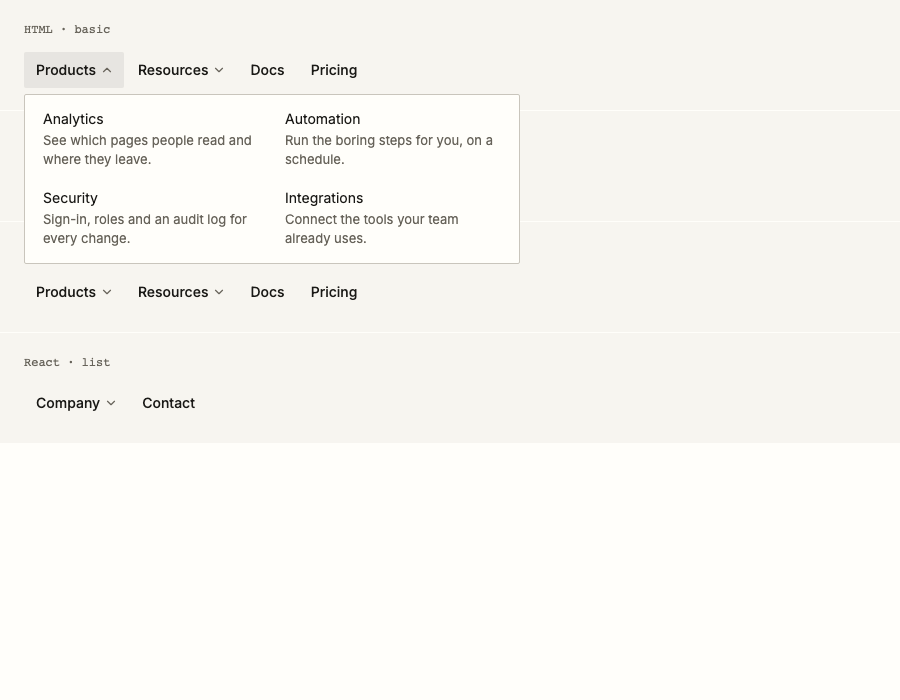 HTML · basic
Products Resources Docs Pricing
Analytics
See which pages people read and
where they leave.
Automation
Run the boring steps for you, on a
schedule.
Security
Sign-in, roles and an audit log for
every change.
Integrations
Connect the tools your team
already uses.
Products Resources Docs Pricing
React · list
Company Contact